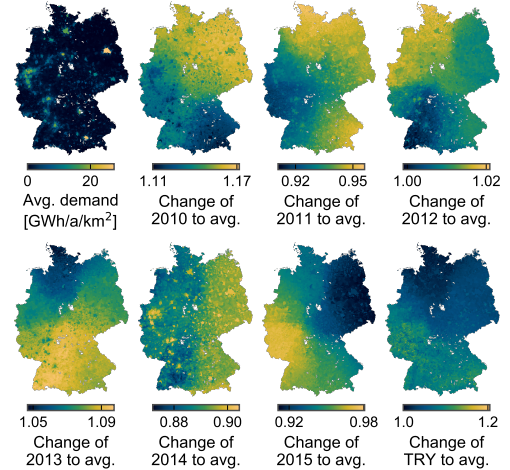 0 20
Avg. demand
[GWh/a/km²]
1.11 1.17
Change of
2010 to avg.
0.92 0.95
Change of
2011 to avg.
1.00 1.02
Change of
2012 to avg.
1.05 1.09
Change of
2013 to avg.
0.88 0.90
Change of
2014 to avg.
0.92 0.98
Change of
2015 to avg.
1.0 1.2
Change of
TRY to avg.